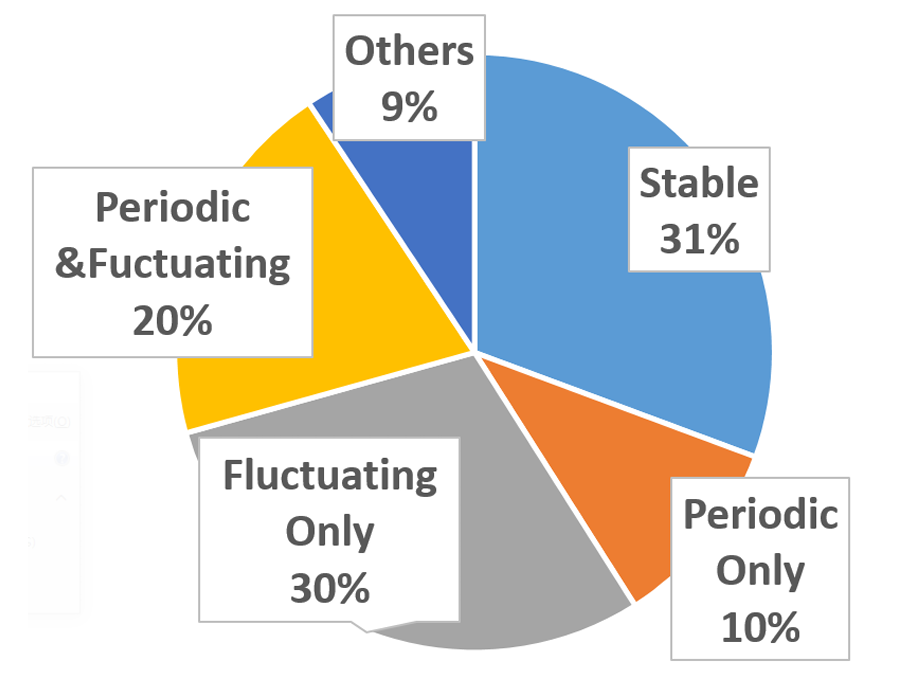 Others
9%
Stable
31%
Periodic
&Fuctuating
20%
Fluctuating
Only
30%
Periodic
Only
10%